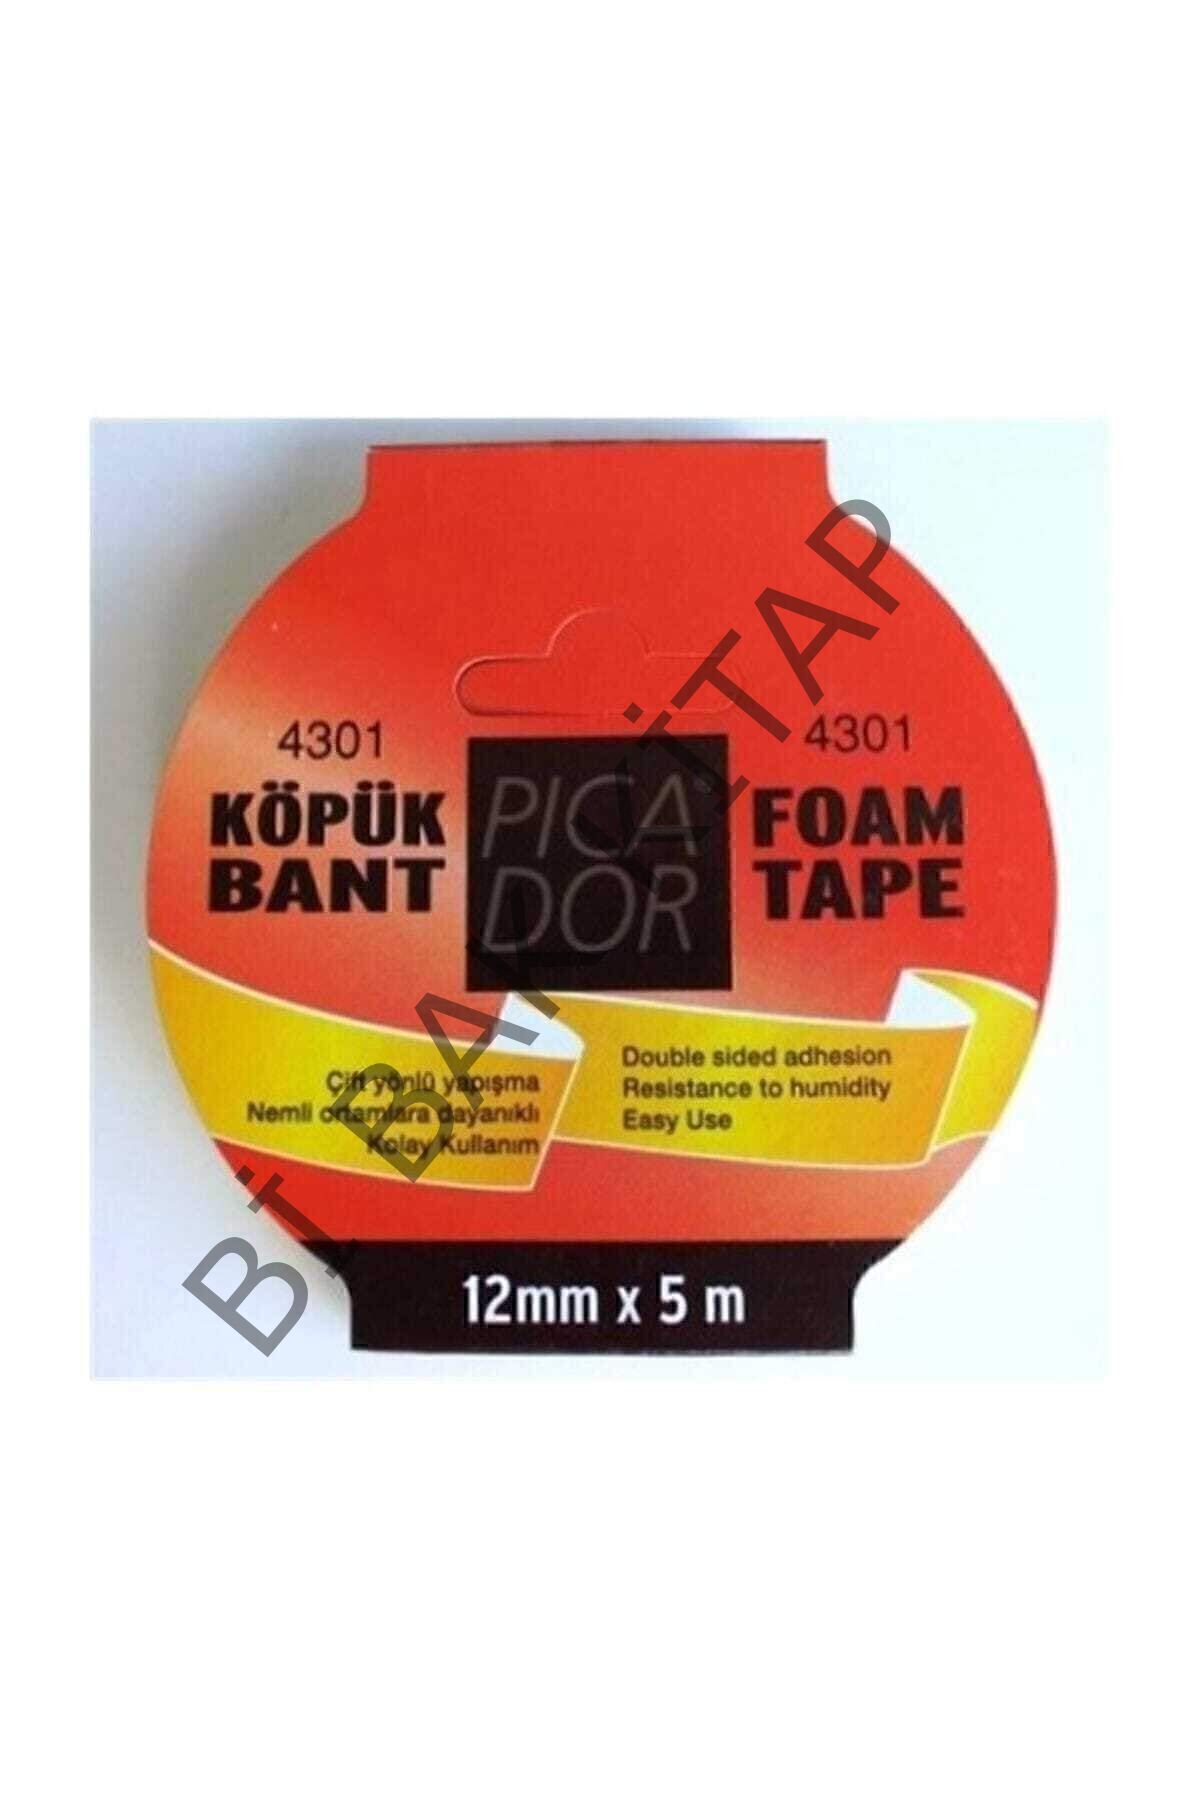 4301
KÖPÜK
BANT
PICA
DOR
4301
FOAM
TAPE
Çift yönlü yapışma
Nemli ortamlara dayanıklı
Kolay Kullanım
Double sided adhesion
Resistance to humidity
Easy Use
12mm x 5 m
Bİ BAK KİTAP